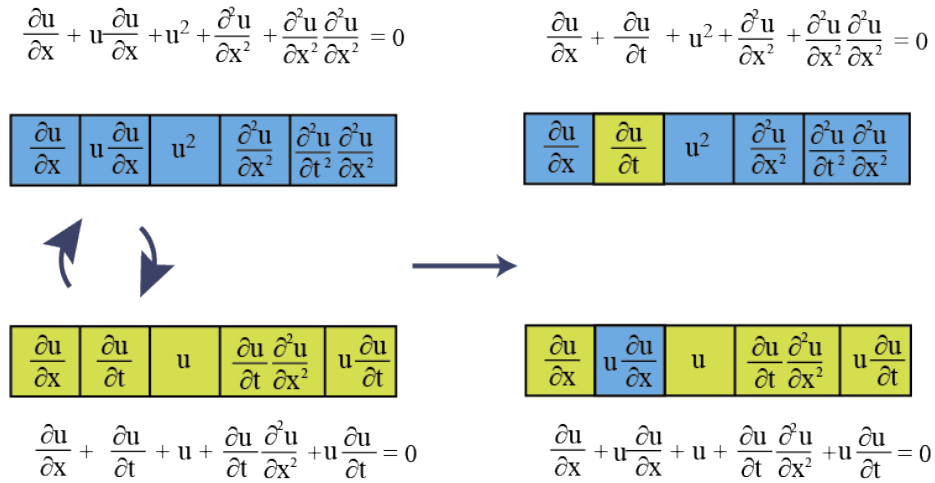 ∂u/∂x + u ∂u/∂x + u² + ∂²u/∂x² + ∂²u/∂x² ∂²u/∂x² = 0
∂u/∂x | u ∂u/∂x | u² | ∂²u/∂x² | ∂²u/∂t² ∂²u/∂x²
∂u/∂x | ∂u/∂t | u | ∂u/∂t ∂²u/∂x² | u ∂u/∂t
∂u/∂x + ∂u/∂t + u + ∂u/∂t ∂²u/∂x² + u ∂u/∂t = 0
∂u/∂x + ∂u/∂t + u² + ∂²u/∂x² + ∂²u/∂x² ∂²u/∂x² = 0
∂u/∂x | ∂u/∂t | u² | ∂²u/∂x² | ∂²u/∂t² ∂²u/∂x²
∂u/∂x | u ∂u/∂x | u | ∂u/∂t ∂²u/∂x² | u ∂u/∂t
∂u/∂x + u ∂u/∂x + u + ∂u/∂t ∂²u/∂x² + u ∂u/∂t = 0